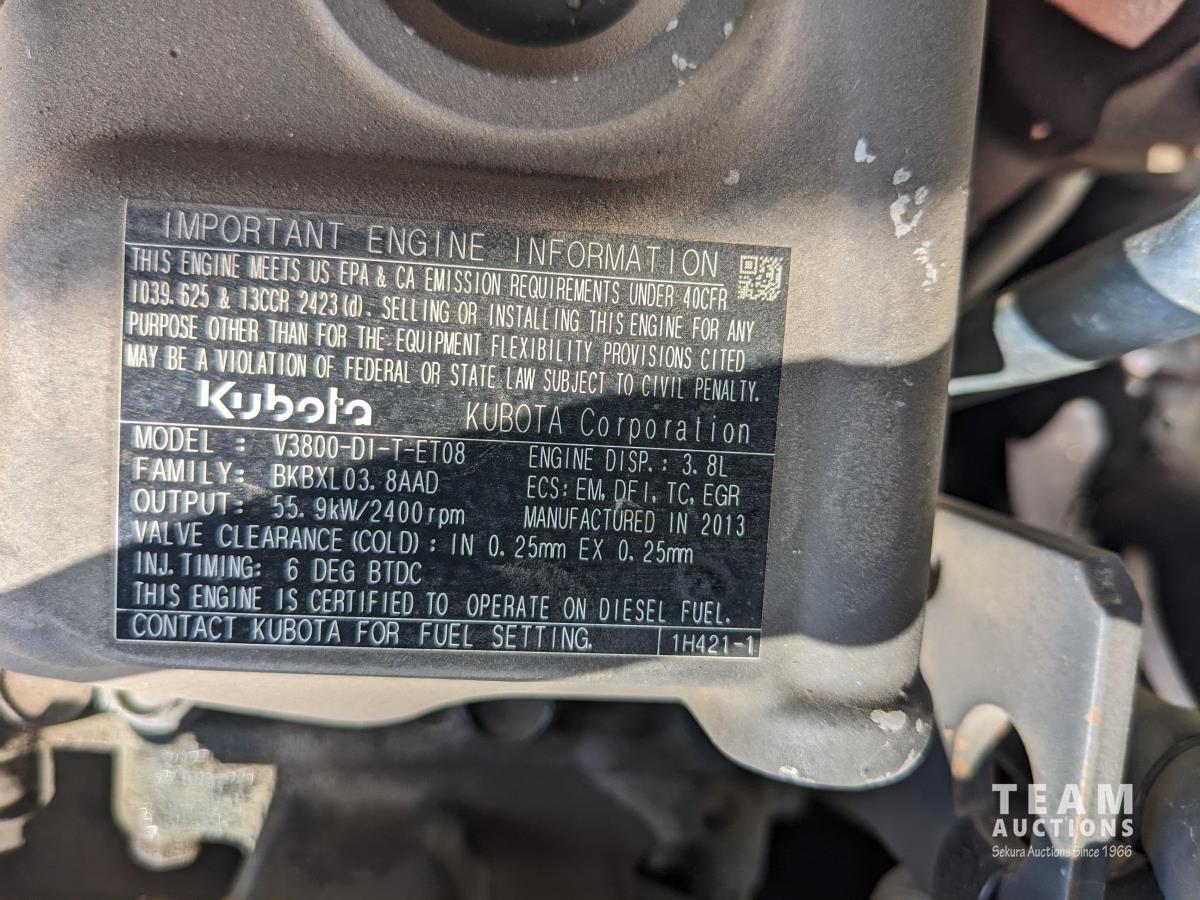 IMPORTANT ENGINE INFORMATION
THIS ENGINE MEETS US EPA & CA EMISSION REQUIREMENTS UNDER 40CFR
1039.625 & 13CCR 2423(d). SELLING OR INSTALLING THIS ENGINE FOR ANY
PURPOSE OTHER THAN FOR THE EQUIPMENT FLEXIBILITY PROVISIONS CITED
MAY BE A VIOLATION OF FEDERAL OR STATE LAW SUBJECT TO CIVIL PENALTY.
Kubota KUBOTA Corporation
MODEL : V3800-DI-T-ET08 ENGINE DISP.: 3.8L
FAMILY: BKBXL03.8AAD ECS: EM, DFI, TC, EGR
OUTPUT: 55.9kW/2400rpm MANUFACTURED IN 2013
VALVE CLEARANCE(COLD): IN 0.25mm EX 0.25mm
INJ.TIMING: 6 DEG BTDC
THIS ENGINE IS CERTIFIED TO OPERATE ON DIESEL FUEL.
CONTACT KUBOTA FOR FUEL SETTING. 1H421-1
TEAM
AUCTIONS
Sekura Auctions Since 1966